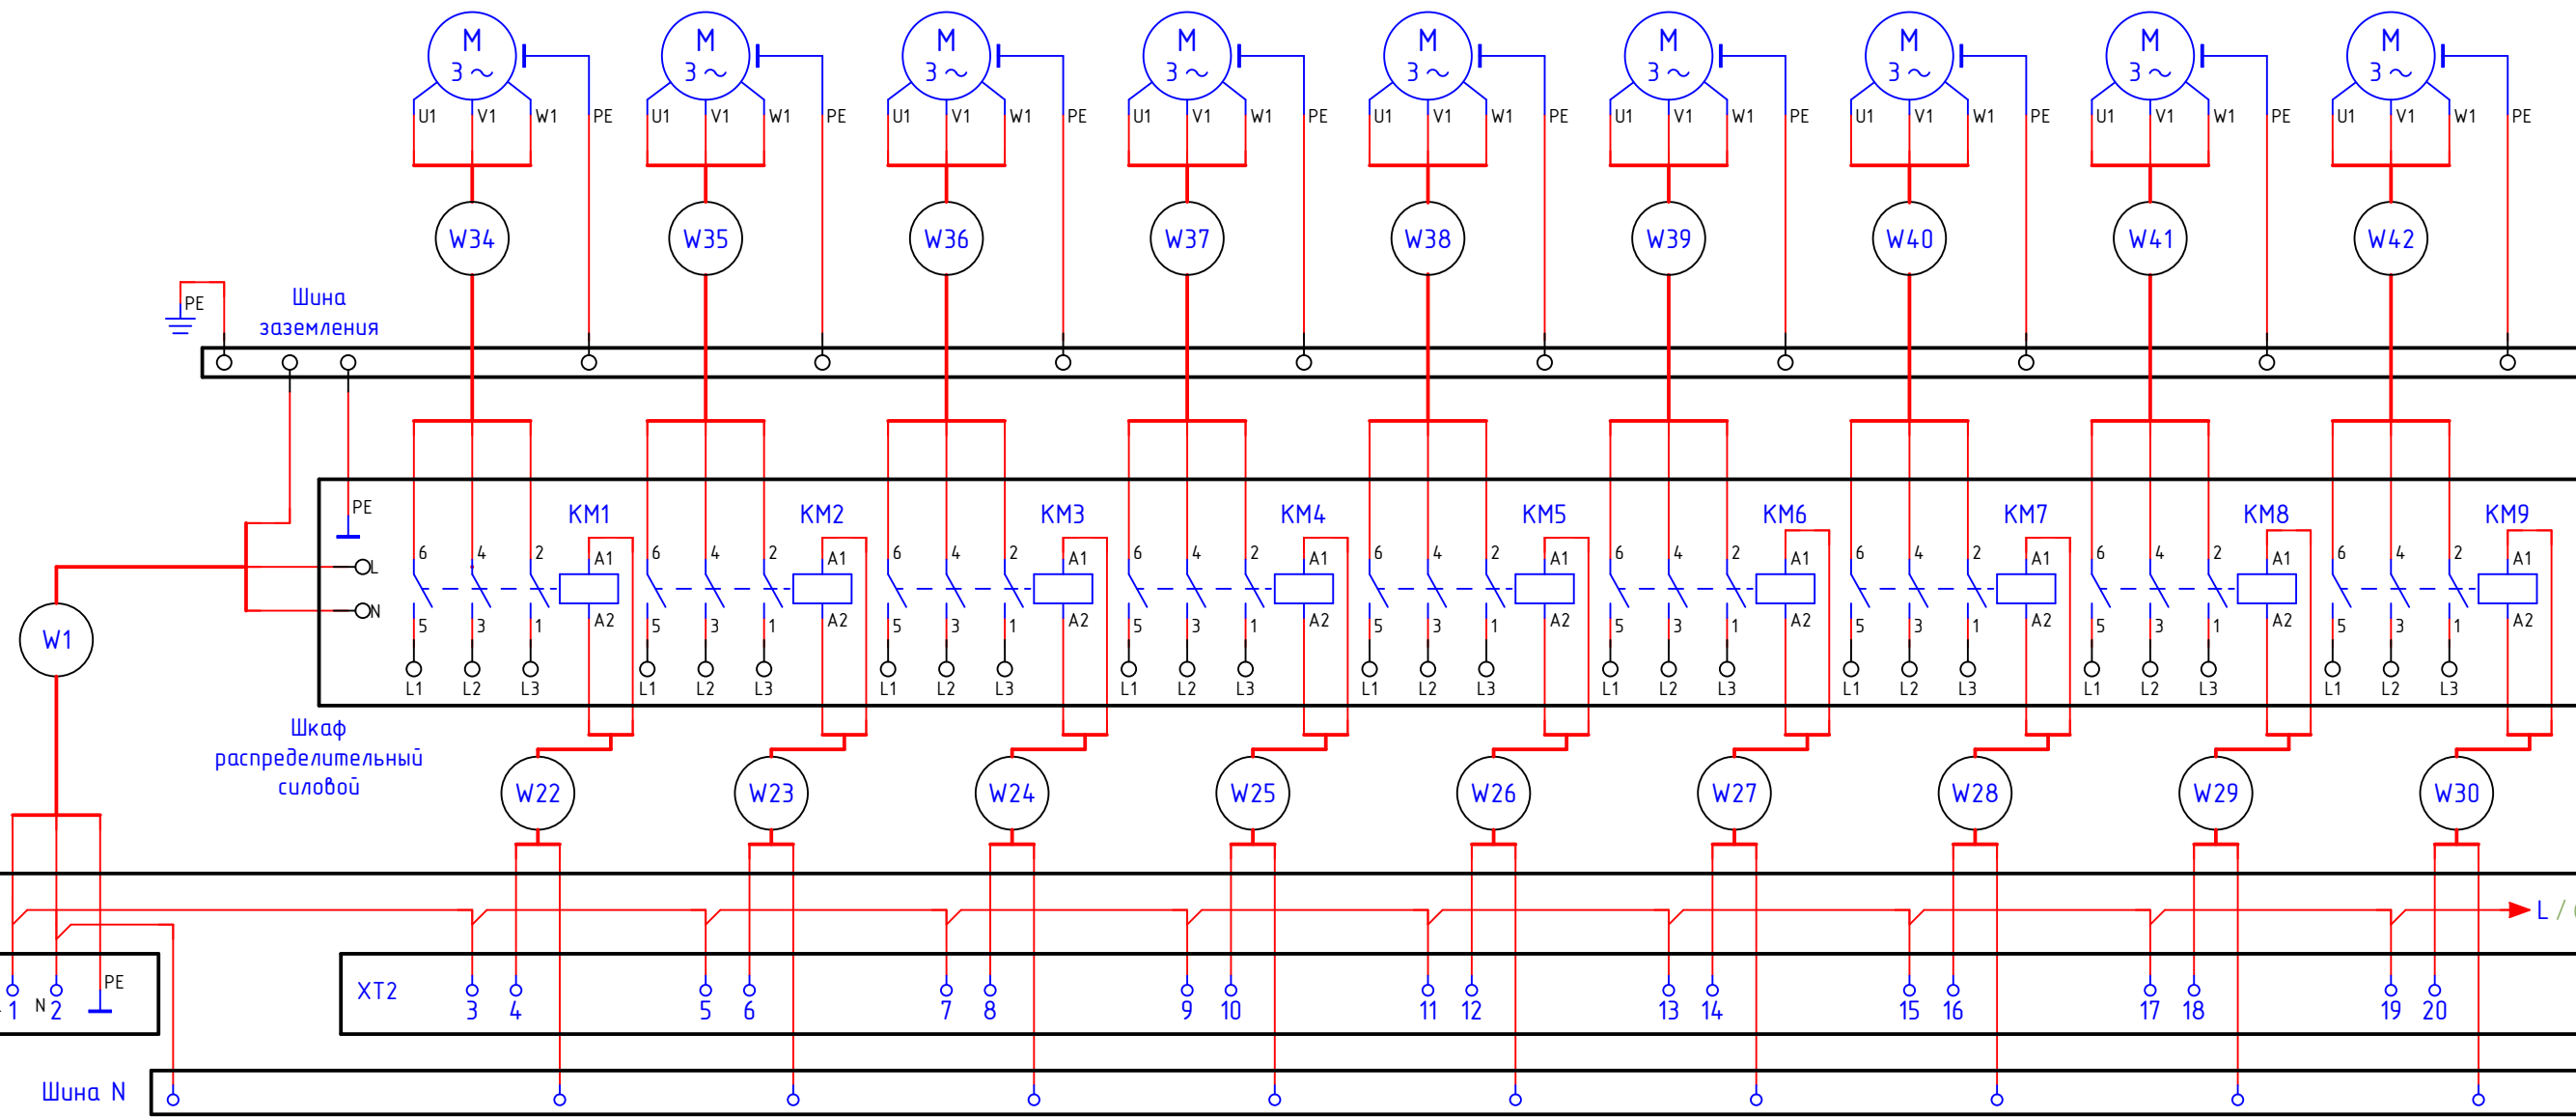 M M M M M M M M M
3 ~ 3 ~ 3 ~ 3 ~ 3 ~ 3 ~ 3 ~ 3 ~ 3 ~
U1 V1 W1 PE U1 V1 W1 PE U1 V1 W1 PE U1 V1 W1 PE U1 V1 W1 PE U1 V1 W1 PE U1 V1 W1 PE U1 V1 W1 PE U1 V1 W1 PE
W34 W35 W36 W37 W38 W39 W40 W41 W42
PE
Шина
заземления
PE
KM1 KM2 KM3 KM4 KM5 KM6 KM7 KM8 KM9
6 4 2 A1 6 4 2 A1 6 4 2 A1 6 4 2 A1 6 4 2 A1 6 4 2 A1 6 4 2 A1 6 4 2 A1 6 4 2 A1
L
N
5 3 1 A2 5 3 1 A2 5 3 1 A2 5 3 1 A2 5 3 1 A2 5 3 1 A2 5 3 1 A2 5 3 1 A2 5 3 1 A2
W1
L1 L2 L3 L1 L2 L3 L1 L2 L3 L1 L2 L3 L1 L2 L3 L1 L2 L3 L1 L2 L3 L1 L2 L3 L1 L2 L3
Шкаф
распределительный
силовой
W22 W23 W24 W25 W26 W27 W28 W29 W30
L /
PE
XT2
1 N 2 3 4 5 6 7 8 9 10 11 12 13 14 15 16 17 18 19 20
Шина N